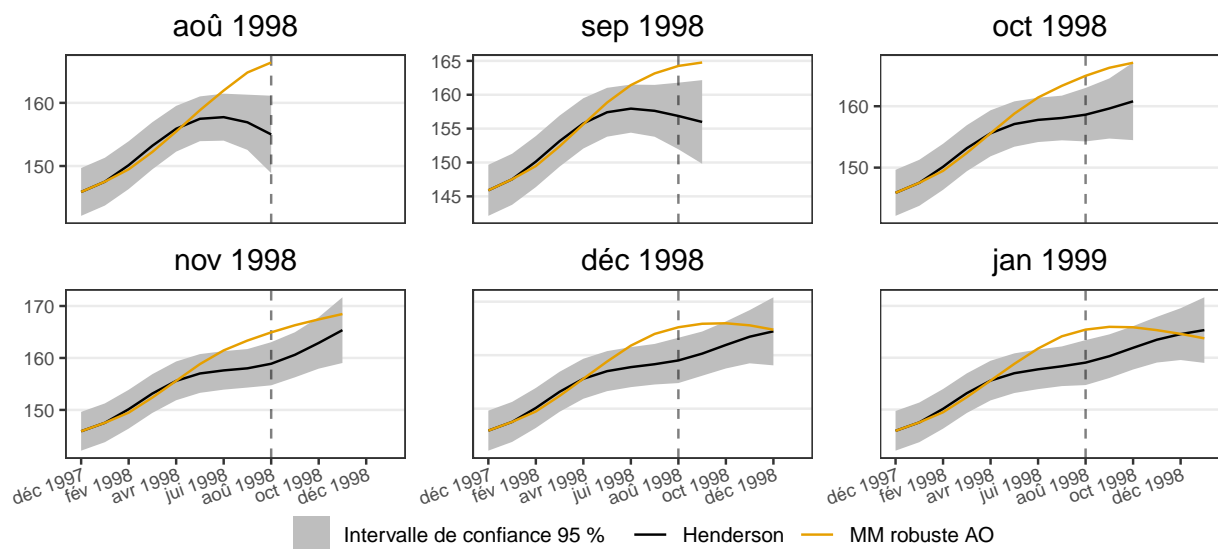 aoû 1998 sep 1998 oct 1998
160
150
165
160
155
150
145
160
150
nov 1998 déc 1998 jan 1999
170
160
150
déc 1997 fév 1998 avr 1998 jui 1998 aoû 1998 oct 1998 déc 1998
déc 1997 fév 1998 avr 1998 jui 1998 aoû 1998 oct 1998 déc 1998
déc 1997 fév 1998 avr 1998 jui 1998 aoû 1998 oct 1998 déc 1998
Intervalle de confiance 95 % Henderson MM robuste AO